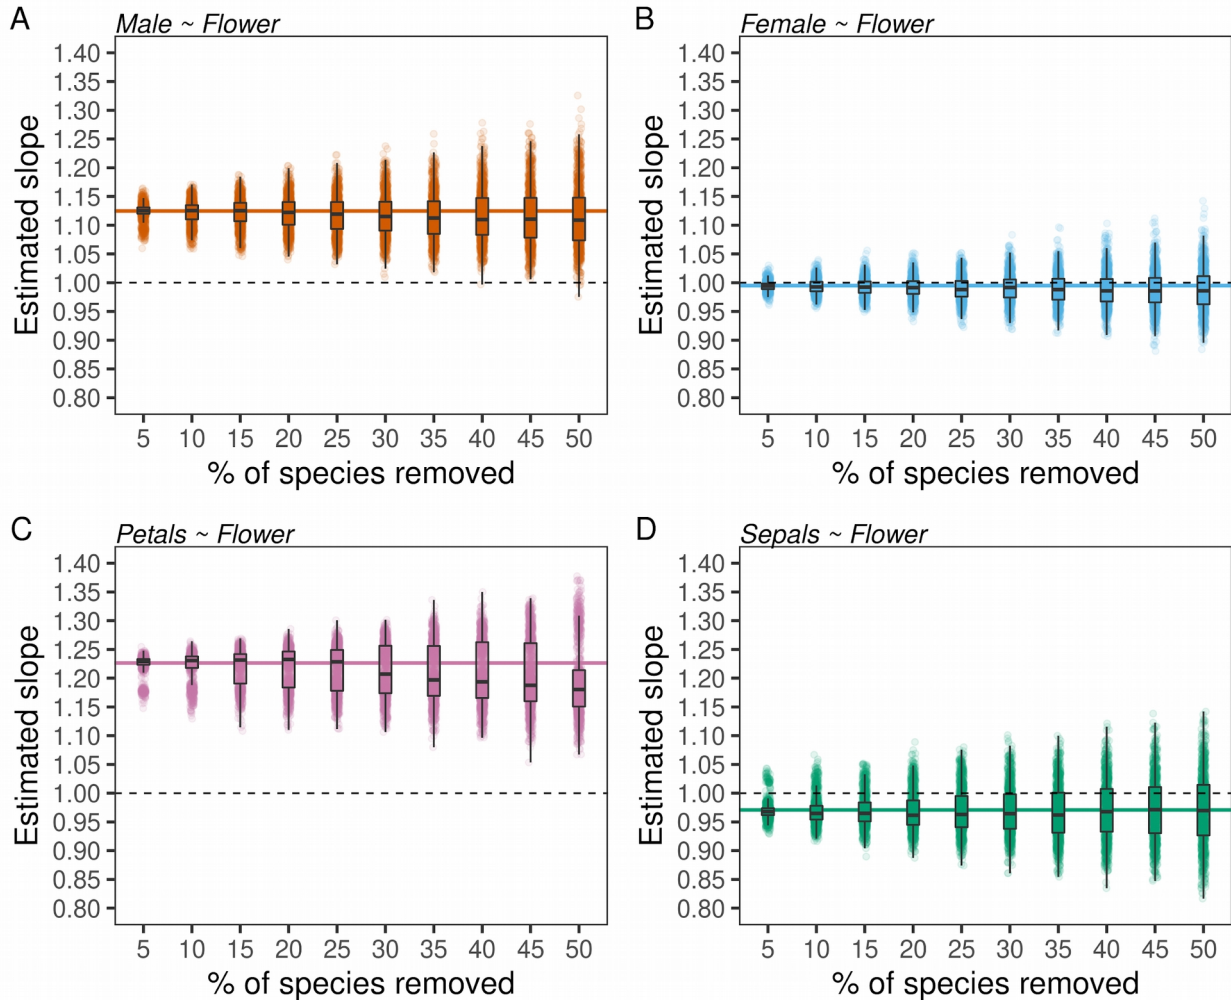 A
Male ~ Flower
Estimated slope
1.40
1.35
1.30
1.25
1.20
1.15
1.10
1.05
1.00
0.95
0.90
0.85
0.80
5 10 15 20 25 30 35 40 45 50
% of species removed
B
Female ~ Flower
Estimated slope
1.40
1.35
1.30
1.25
1.20
1.15
1.10
1.05
1.00
0.95
0.90
0.85
0.80
5 10 15 20 25 30 35 40 45 50
% of species removed
C
Petals ~ Flower
Estimated slope
1.40
1.35
1.30
1.25
1.20
1.15
1.10
1.05
1.00
0.95
0.90
0.85
0.80
5 10 15 20 25 30 35 40 45 50
% of species removed
D
Sepals ~ Flower
Estimated slope
1.40
1.35
1.30
1.25
1.20
1.15
1.10
1.05
1.00
0.95
0.90
0.85
0.80
5 10 15 20 25 30 35 40 45 50
% of species removed